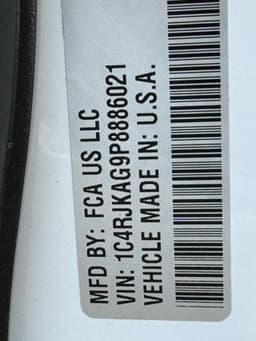 MFD BY: FCA US LLC
VIN: 1C4RJKAG9P8886021
VEHICLE MADE IN: U.S.A.